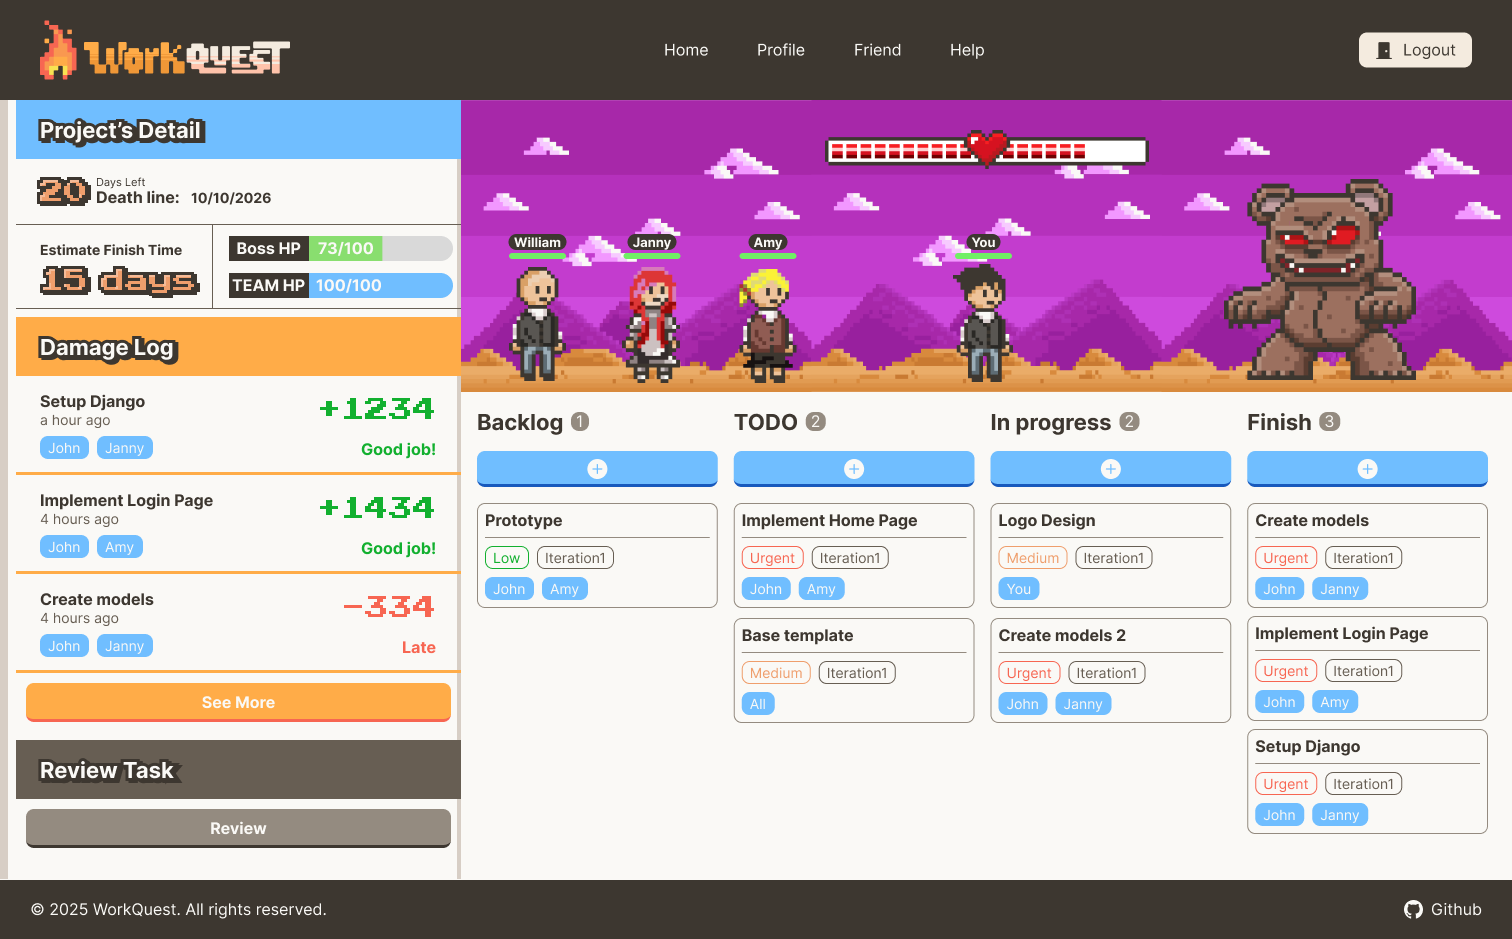 WorkQUEST
Home Profile Friend Help
Logout
Project's Detail
20
Days Left
Death line: 10/10/2026
Estimate Finish Time
15 days
Boss HP 73/100
TEAM HP 100/100
Damage Log
Setup Django
a hour ago
John Janny
+1234
Good job!
Implement Login Page
4 hours ago
John Amy
+1434
Good job!
Create models
4 hours ago
John Janny
-334
Late
See More
Review Task
Review
William
Janny
Amy
You
Backlog 1
Prototype
Low Iteration1
John Amy
TODO 2
Implement Home Page
Urgent Iteration1
John Amy
Base template
Medium Iteration1
All
In progress 2
Logo Design
Medium Iteration1
You
Create models 2
Urgent Iteration1
John Janny
Finish 3
Create models
Urgent Iteration1
John Janny
Implement Login Page
Urgent Iteration1
John Amy
Setup Django
Urgent Iteration1
John Janny
© 2025 WorkQuest. All rights reserved.
Github